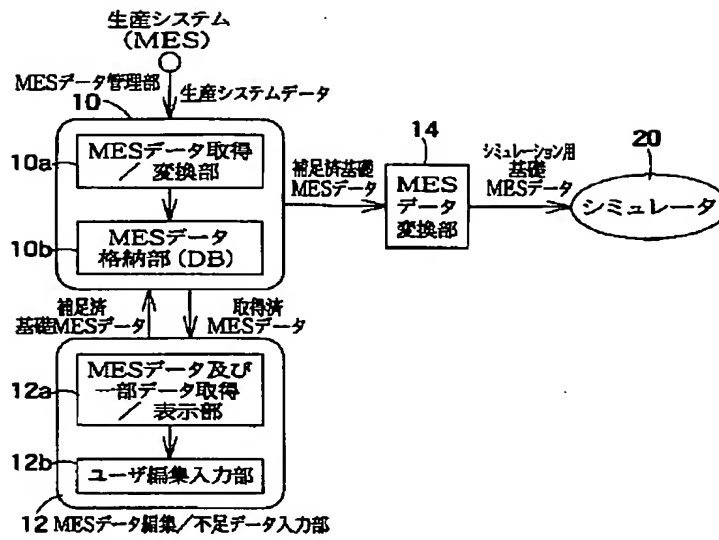 生産システム
(MES)
MESデータ管理部
10
生産システムデータ
10a
MESデータ取得
／変換部
10b
MESデータ
格納部(DB)
補足済基礎
MESデータ
14
MES
データ
変換部
シミュレーション用
基礎
MESデータ
20
シミュレータ
補足済
基礎MESデータ
取得済
MESデータ
12a
MESデータ及び
一部データ取得
／表示部
12b
ユーザ編集入力部
12 MESデータ編集／不足データ入力部